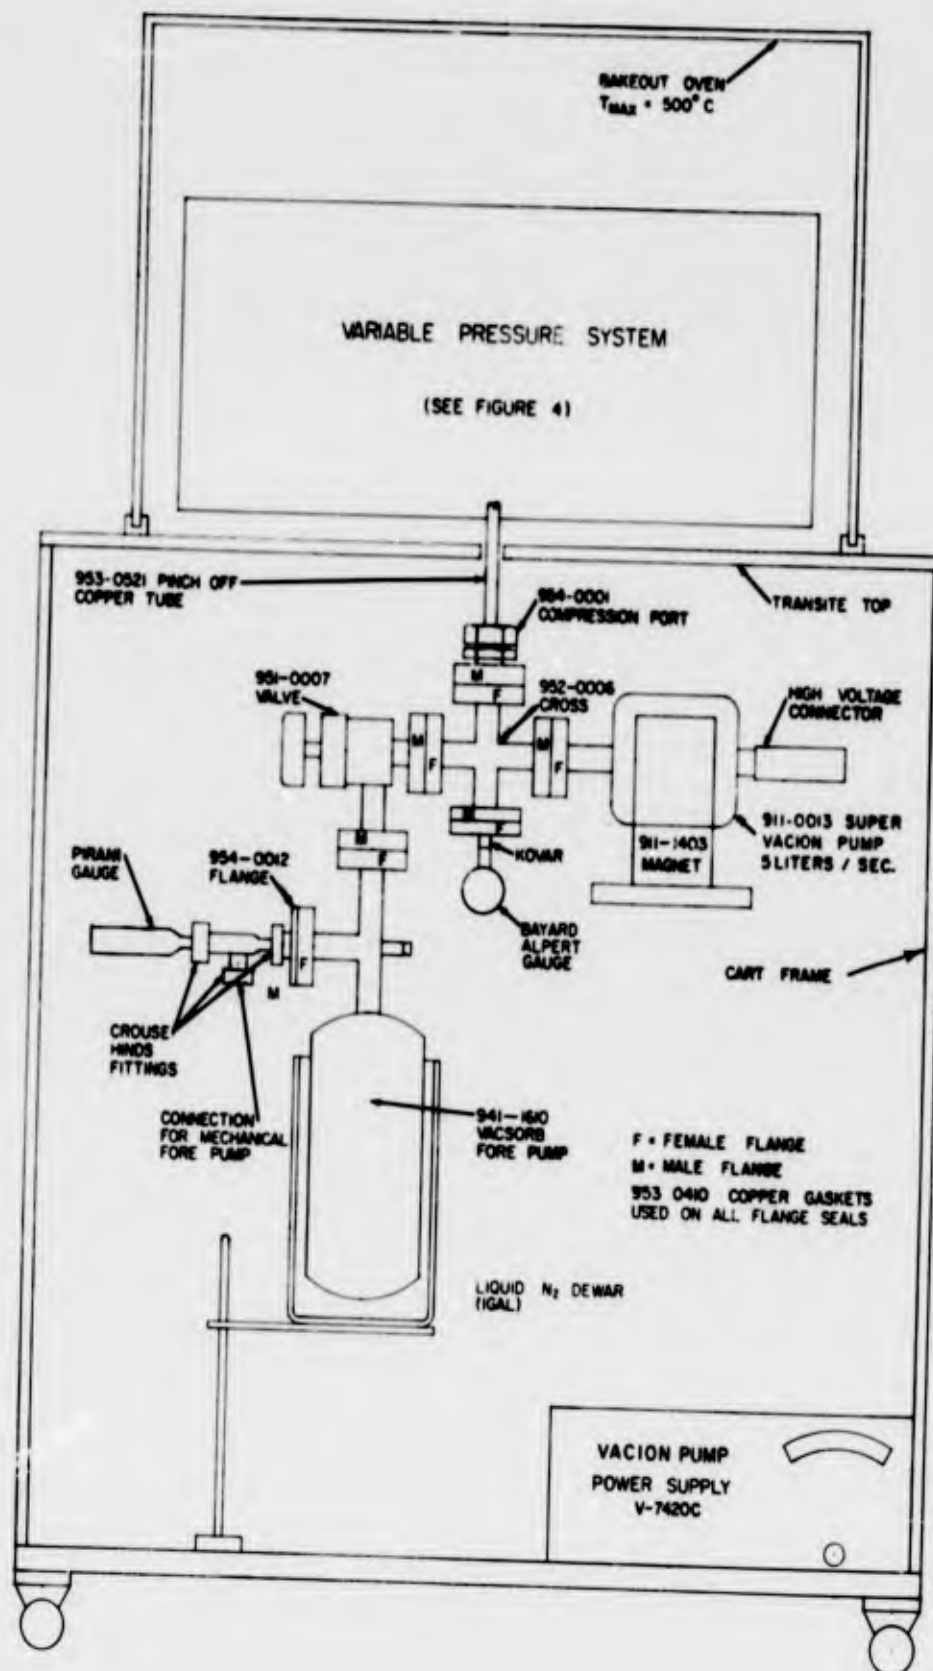 BAKEOUT OVEN
TMAX = 500° C
VARIABLE PRESSURE SYSTEM
(SEE FIGURE 4)
953-0521 PINCH OFF
COPPER TUBE
964-0001
COMPRESSION PORT
TRANSITE TOP
951-0007
VALVE
952-0006
CROSS
HIGH VOLTAGE
CONNECTOR
M
F
M
F
M
F
M
F
M
F
911-0013 SUPER
VACION PUMP
5 LITERS / SEC.
911-1403
MAGNET
KOVAR
PIRANI
GAUGE
954-0012
FLANGE
BAYARD
ALPERT
GAUGE
F
M
CART FRAME
CROUSE
HINDS
FITTINGS
CONNECTION
FOR MECHANICAL
FORE PUMP
941-1610
VACSORB
FORE PUMP
F = FEMALE FLANGE
M = MALE FLANGE
953 0410 COPPER GASKETS
USED ON ALL FLANGE SEALS
LIQUID N₂ DEWAR
(1GAL)
VACION PUMP
POWER SUPPLY
V-7420C